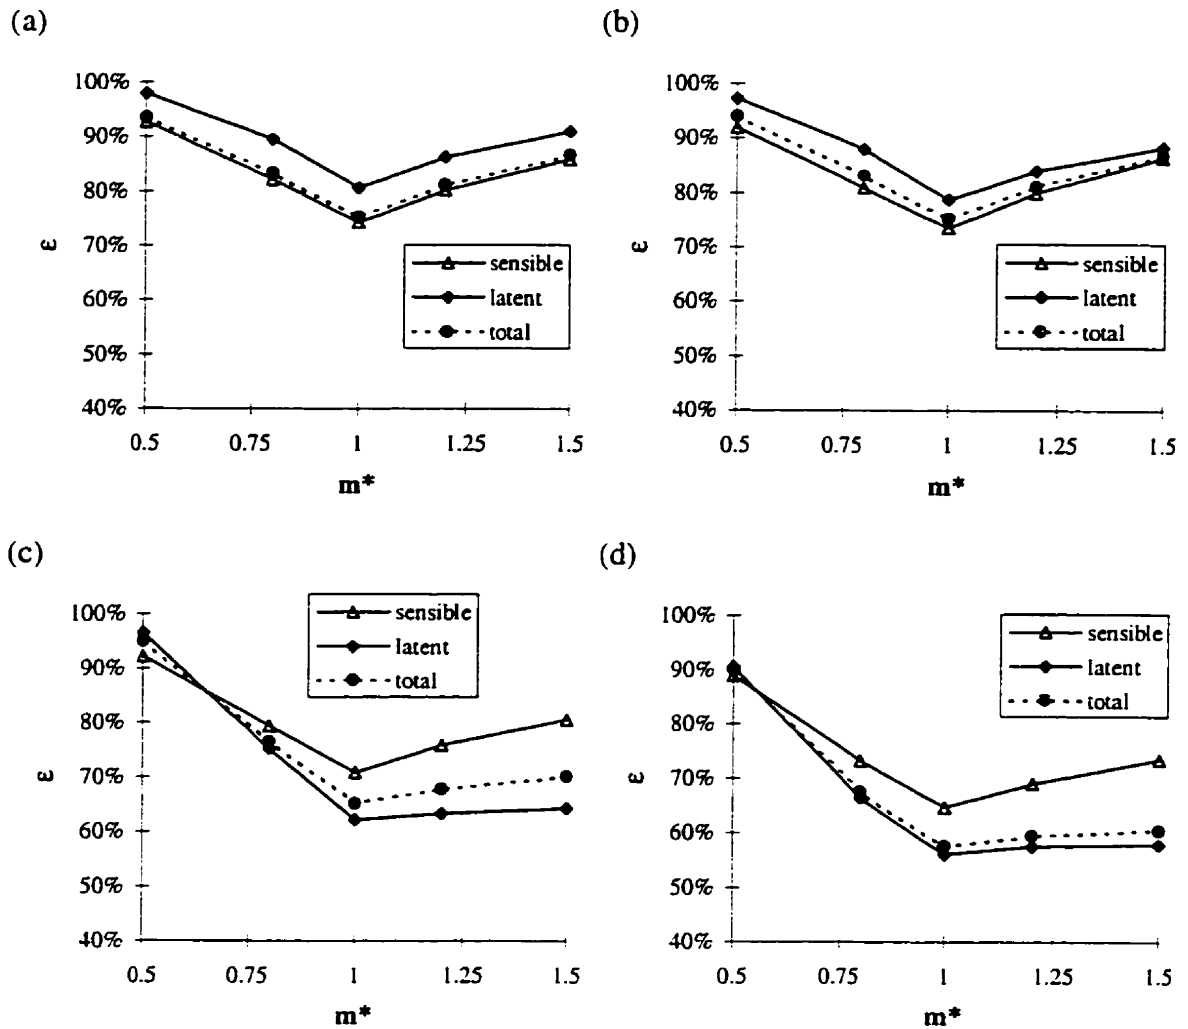 (a)
100%
90%
80%
70%
60%
50%
40%
ε
sensible
latent
total
0.5 0.75 1 1.25 1.5
m*
(b)
100%
90%
80%
70%
60%
50%
40%
ε
sensible
latent
total
0.5 0.75 1 1.25 1.5
m*
(c)
100%
90%
80%
70%
60%
50%
40%
ε
sensible
latent
total
0.5 0.75 1 1.25 1.5
m*
(d)
100%
90%
80%
70%
60%
50%
40%
ε
sensible
latent
total
0.5 0.75 1 1.25 1.5
m*